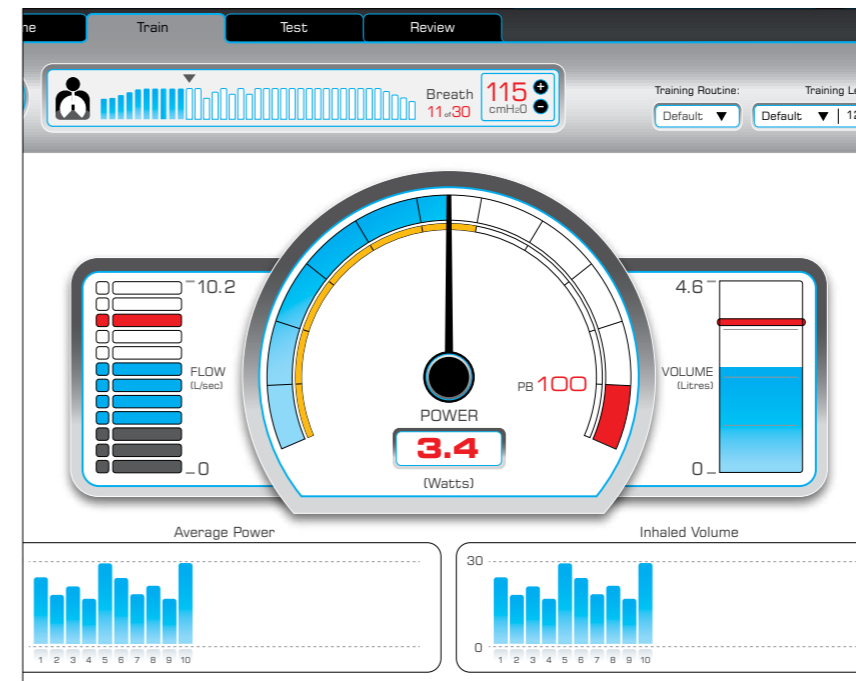 Train
Test
Review
Breath
11 of 30
115
cmH2O
Training Routine:
Default
Default
10.2
FLOW
(L/sec)
0
PB 100
POWER
3.4
(Watts)
4.6
VOLUME
(Litres)
0
Average Power
1 2 3 4 5 6 7 8 9 10
Inhaled Volume
30
0
1 2 3 4 5 6 7 8 9 10